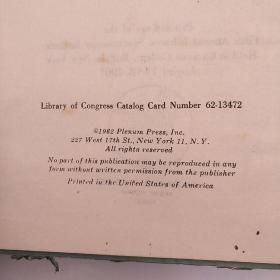 Library of Congress Catalog Card Number 62-13472
©1962 Plenum Press, Inc.
227 West 17th St., New York 11, N. Y.
All rights reserved
No part of this publication may be reproduced in any
form without written permission from the publisher
Printed in the United States of America